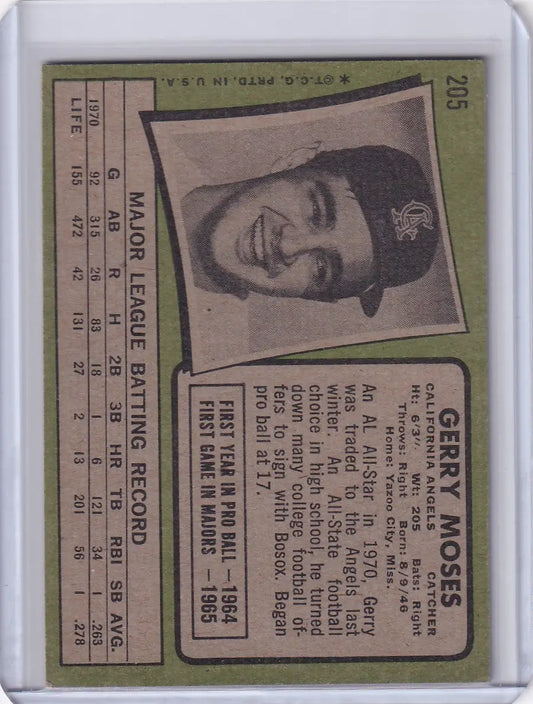 205
*©T.C.G. PRTD. IN U.S.A.
CA
GERRY MOSES
CALIFORNIA ANGELS CATCHER
Ht: 6'3". Wt: 205 Bats: Right
Throws: Right Born: 8/9/46
Home: Yazoo City, Miss.
An AL All-Star in 1970, Gerry
was traded to the Angels last
winter. An All-State football
choice in high school, he turned
down many college football of-
fers to sign with Bosox. Began
pro ball at 17.
FIRST YEAR IN PRO BALL — 1964
FIRST GAME IN MAJORS — 1965
MAJOR LEAGUE BATTING RECORD
G AB R H 2B 3B HR TB RBI SB AVG.
1970 92 315 26 83 18 1 6 121 34 1 .263
LIFE 155 472 42 131 27 2 13 201 56 1 .278